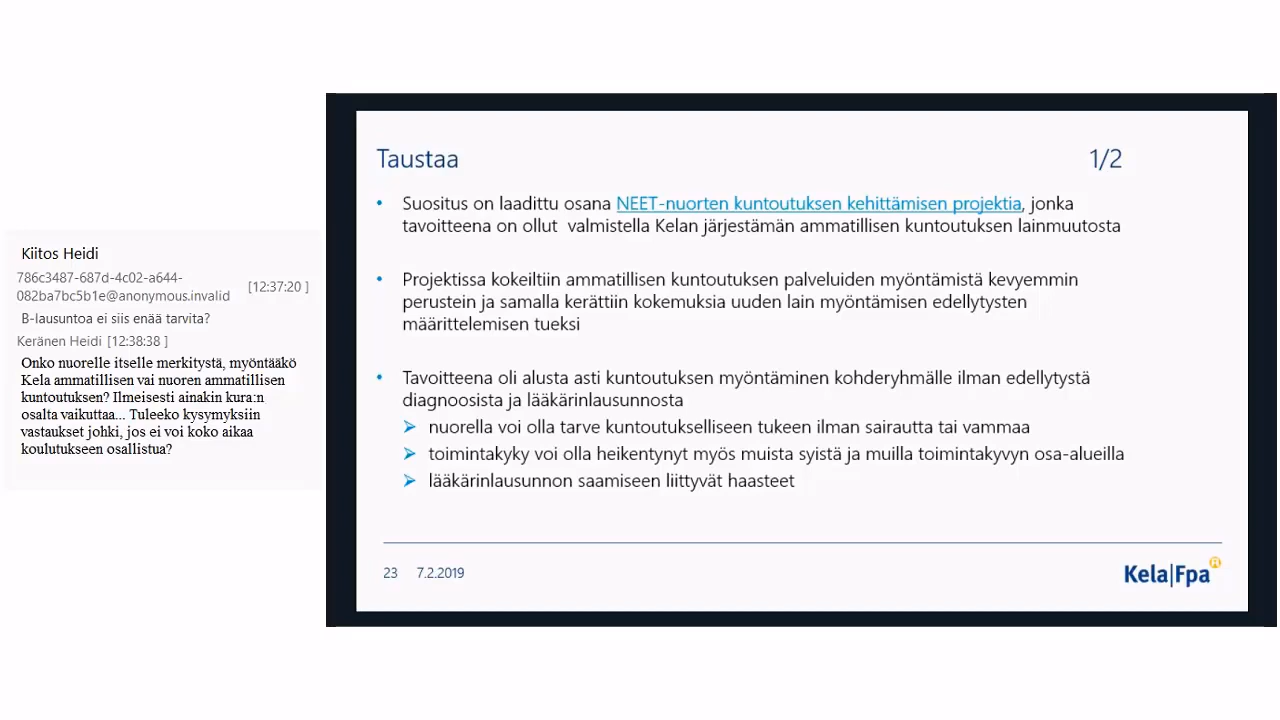 Kiitos Heidi
786c3487-687d-4c02-a644-
082ba7bc5b1e@anonymous.invalid [12:37:20 ]
B-lausuntoa ei siis enää tarvita?
Keränen Heidi [12:38:38 ]
Onko nuorelle itselle merkitystä, myöntääkö
Kela ammatillisen vai nuoren ammatillisen
kuntoutuksen? Ilmeisesti ainakin kura:n
osalta vaikuttaa... Tuleeko kysymyksiin
vastaukset johki, jos ei voi koko aikaa
koulutukseen osallistua?
Taustaa 1/2
• Suositus on laadittu osana NEET-nuorten kuntoutuksen kehittämisen projektia, jonka
tavoitteena on ollut valmistella Kelan järjestämän ammatillisen kuntoutuksen lainmuutosta
• Projektissa kokeiltiin ammatillisen kuntoutuksen palveluiden myöntämistä kevyemmin
perustein ja samalla kerättiin kokemuksia uuden lain myöntämisen edellytysten
määrittelemisen tueksi
• Tavoitteena oli alusta asti kuntoutuksen myöntäminen kohderyhmälle ilman edellytystä
diagnoosista ja lääkärinlausunnosta
➢ nuorella voi olla tarve kuntoutukselliseen tukeen ilman sairautta tai vammaa
➢ toimintakyky voi olla heikentynyt myös muista syistä ja muilla toimintakyvyn osa-alueilla
➢ lääkärinlausunnon saamiseen liittyvät haasteet
23 7.2.2019
Kela|Fpa